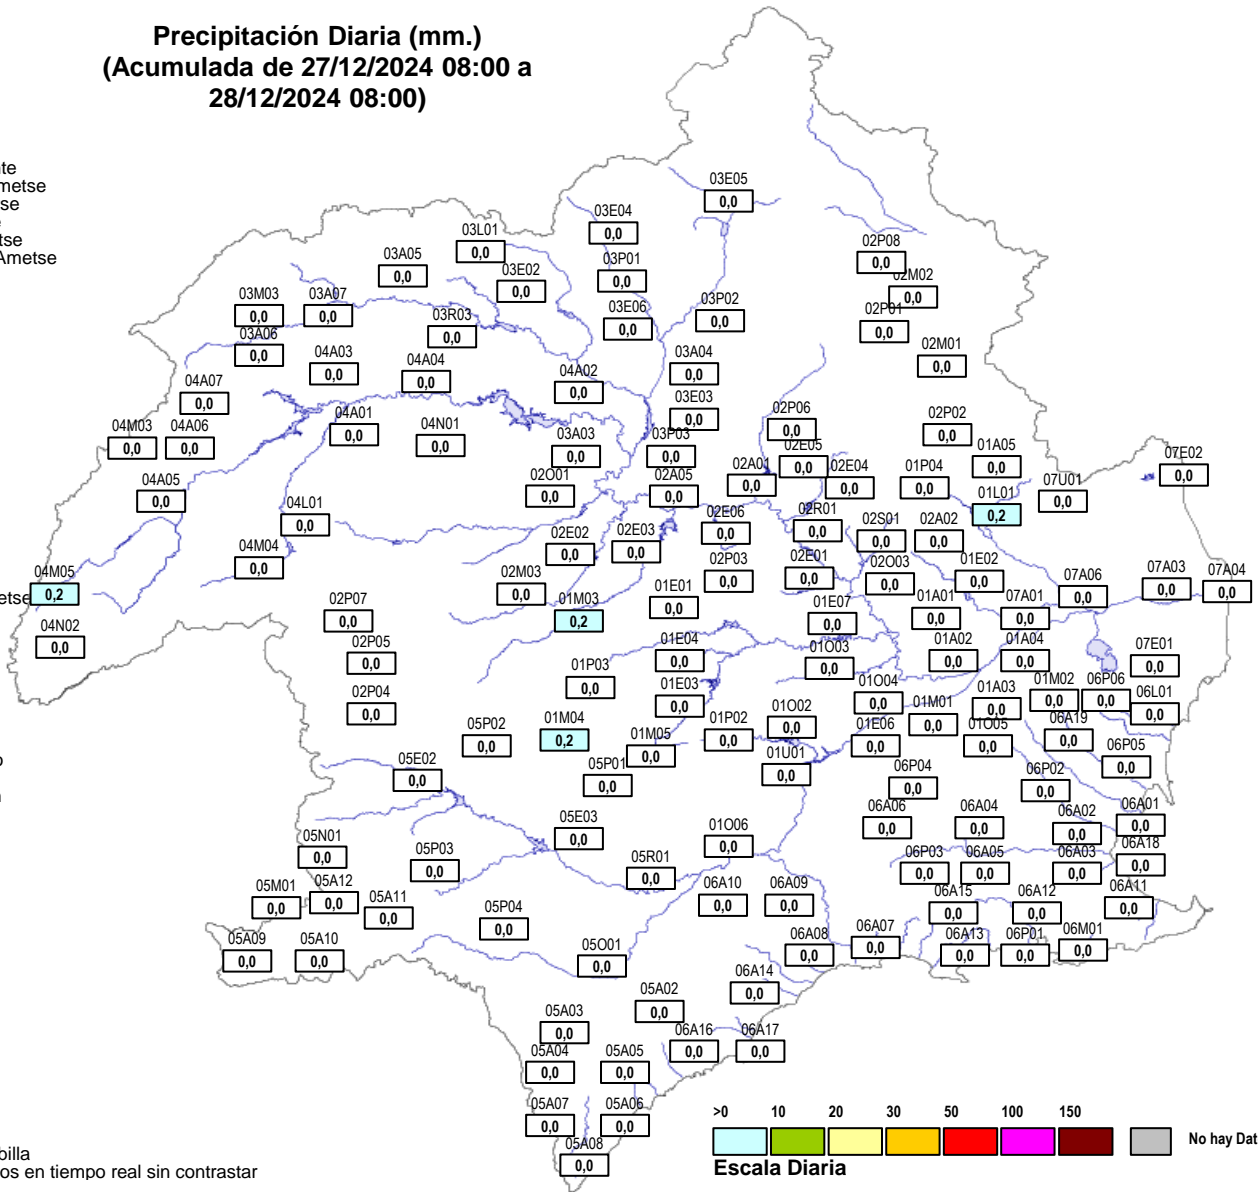 Precipitación Diaria (mm.)
(Acumulada de 27/12/2024 08:00 a
28/12/2024 08:00)
nte
metse
tse
e
tse
Ametse
03E05
0,0
03E04
0,0
03L01
0,0
03A05
0,0
03E02
0,0
03P01
0,0
02P08
0,0
02M02
0,0
03M03
0,0
03A07
0,0
03R03
0,0
03E06
0,0
03P02
0,0
02P01
0,0
03A06
0,0
04A03
0,0
04A04
0,0
04A02
0,0
03A04
0,0
02M01
0,0
04A07
0,0
03E03
0,0
04M03
0,0
04A06
0,0
04A01
0,0
04N01
0,0
03A03
0,0
03P03
0,0
02P06
0,0
02P02
0,0
02E05
0,0
01A05
0,0
07E02
0,0
04A05
0,0
02O01
0,0
02A05
0,0
02A01
0,0
02E04
0,0
01P04
0,0
07U01
0,0
01L01
0,2
04L01
0,0
02E06
0,0
02R01
0,0
02S01
0,0
02A02
0,0
04M04
0,0
02E02
0,0
02E03
0,0
04M05
0,2
etse
02M03
0,0
02P03
0,0
02E01
0,0
02O03
0,0
01E02
0,0
07A06
0,0
07A03
0,0
07A04
0,0
04N02
0,0
02P07
0,0
01M03
0,2
01E01
0,0
01E07
0,0
01A01
0,0
07A01
0,0
02P05
0,0
01E04
0,0
01O03
0,0
01A02
0,0
01A04
0,0
07E01
0,0
02P04
0,0
01P03
0,0
01E03
0,0
01O04
0,0
01M01
0,0
01A03
0,0
01M02
0,0
06P06
0,0
06L01
0,0
05P02
0,0
01M04
0,2
01M05
0,0
01P02
0,0
01O02
0,0
01E06
0,0
01O05
0,0
06A19
0,0
06P05
0,0
05E02
0,0
05P01
0,0
01U01
0,0
06P04
0,0
06P02
0,0
05E03
0,0
01O06
0,0
06A06
0,0
06A04
0,0
06A02
0,0
06A01
0,0
05N01
0,0
05P03
0,0
05R01
0,0
06P03
0,0
06A05
0,0
06A03
0,0
06A18
0,0
05M01
0,0
05A12
0,0
05A11
0,0
05P04
0,0
06A10
0,0
06A09
0,0
06A15
0,0
06A12
0,0
06A11
0,0
05A09
0,0
05A10
0,0
05O01
0,0
06A08
0,0
06A07
0,0
06A13
0,0
06P01
0,0
06M01
0,0
05A02
0,0
06A14
0,0
05A03
0,0
06A16
0,0
06A17
0,0
05A04
0,0
05A05
0,0
05A07
0,0
05A06
0,0
05A08
0,0
>0 10 20 30 50 100 150
No hay Dat
Escala Diaria
billa
os en tiempo real sin contrastar